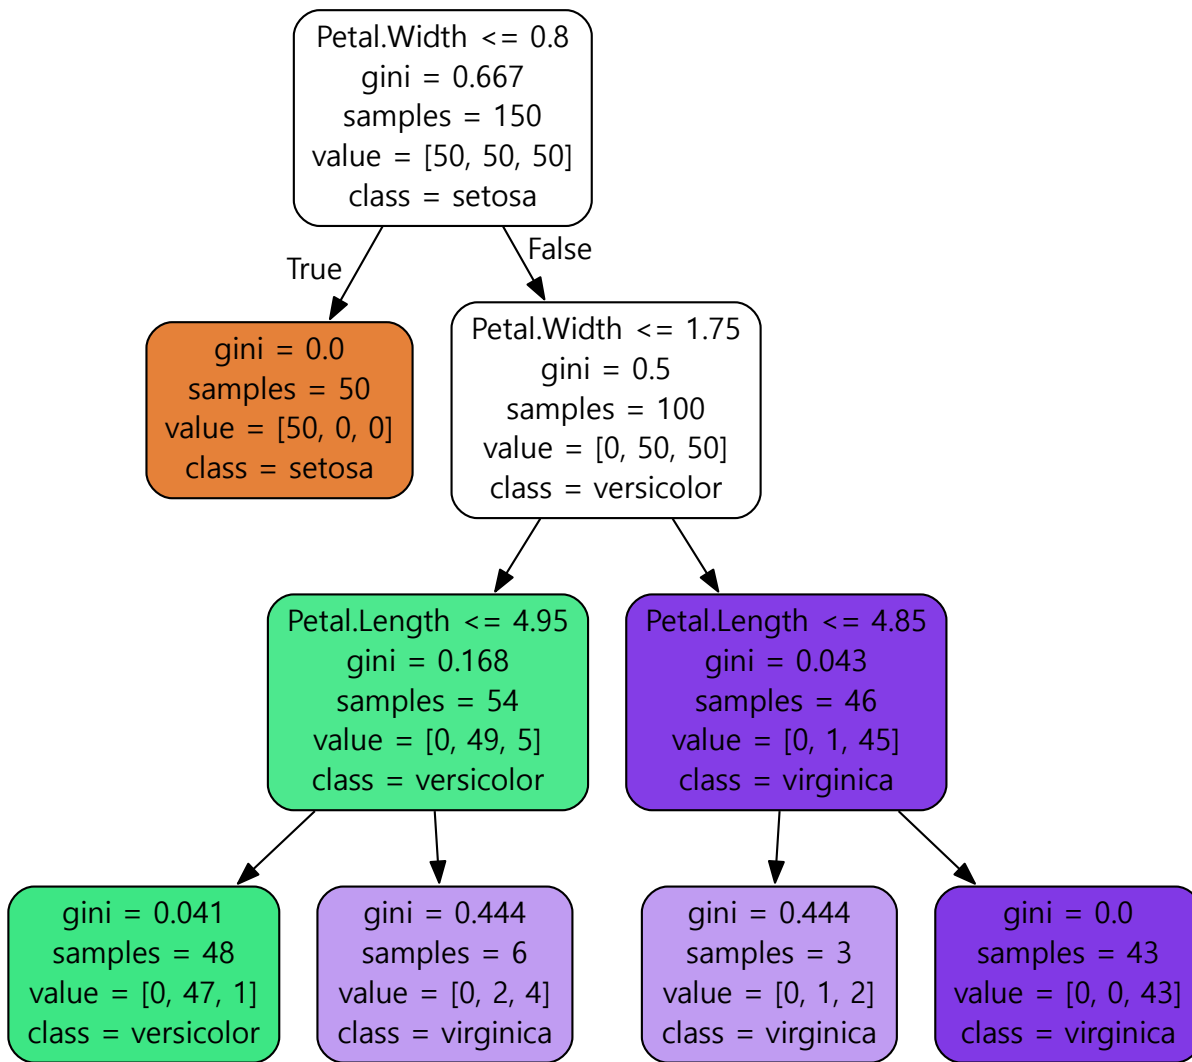 Petal.Width <= 0.8
gini = 0.667
samples = 150
value = [50, 50, 50]
class = setosa
True
False
gini = 0.0
samples = 50
value = [50, 0, 0]
class = setosa
Petal.Width <= 1.75
gini = 0.5
samples = 100
value = [0, 50, 50]
class = versicolor
Petal.Length <= 4.95
gini = 0.168
samples = 54
value = [0, 49, 5]
class = versicolor
Petal.Length <= 4.85
gini = 0.043
samples = 46
value = [0, 1, 45]
class = virginica
gini = 0.041
samples = 48
value = [0, 47, 1]
class = versicolor
gini = 0.444
samples = 6
value = [0, 2, 4]
class = virginica
gini = 0.444
samples = 3
value = [0, 1, 2]
class = virginica
gini = 0.0
samples = 43
value = [0, 0, 43]
class = virginica